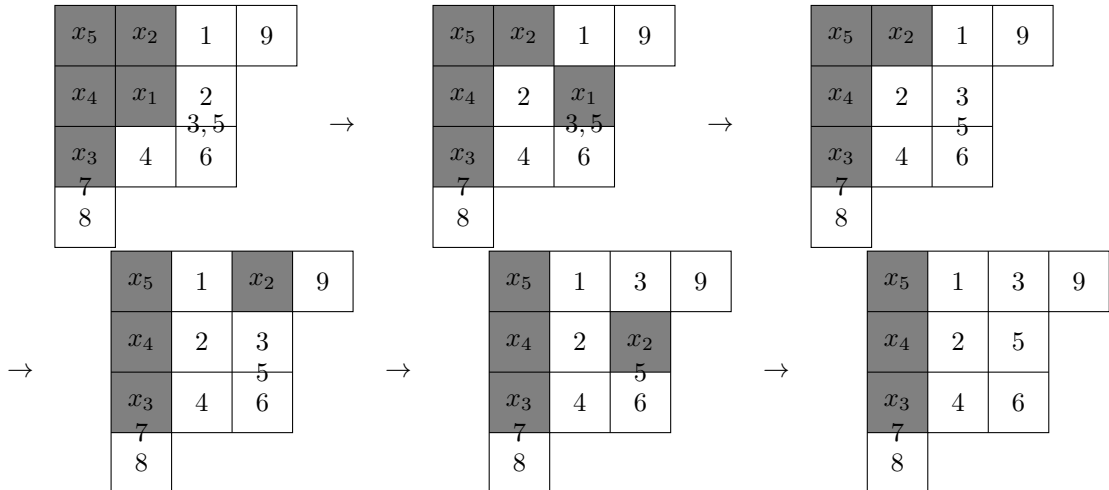 x₅ x₂ 1 9 x₅ x₂ 1 9 x₅ x₂ 1 9
x₄ x₁ 2 x₄ 2 x₁ x₄ 2 3
3, 5 → 3, 5 → 5
x₃ 4 6 x₃ 4 6 x₃ 4 6
7 7 7
8 8 8
x₅ 1 x₂ 9 x₅ 1 3 9 x₅ 1 3 9
x₄ 2 3 x₄ 2 x₂ x₄ 2 5
→ 5 → 5 →
x₃ 4 6 x₃ 4 6 x₃ 4 6
7 7 7
8 8 8